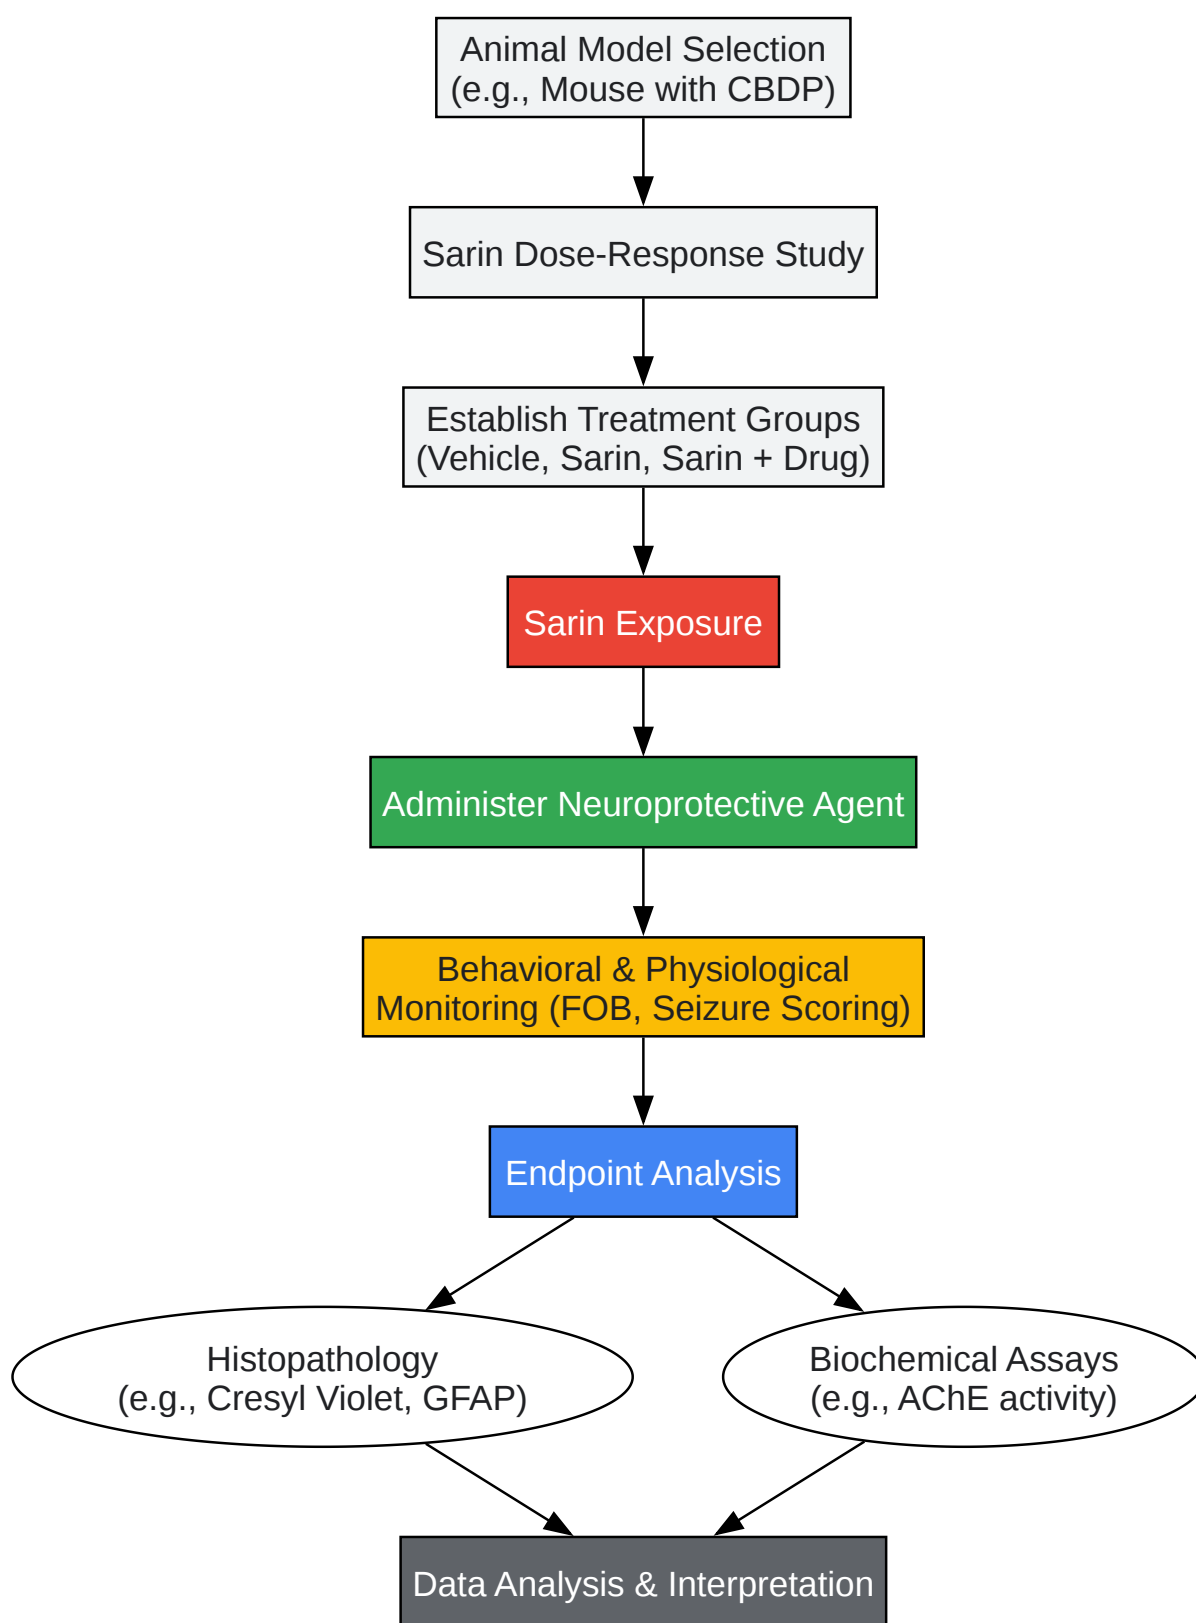 Animal Model Selection
(e.g., Mouse with CBDP)
Sarin Dose-Response Study
Establish Treatment Groups
(Vehicle, Sarin, Sarin + Drug)
Sarin Exposure
Administer Neuroprotective Agent
Behavioral & Physiological
Monitoring (FOB, Seizure Scoring)
Endpoint Analysis
Histopathology
(e.g., Cresyl Violet, GFAP)
Biochemical Assays
(e.g., AChE activity)
Data Analysis & Interpretation